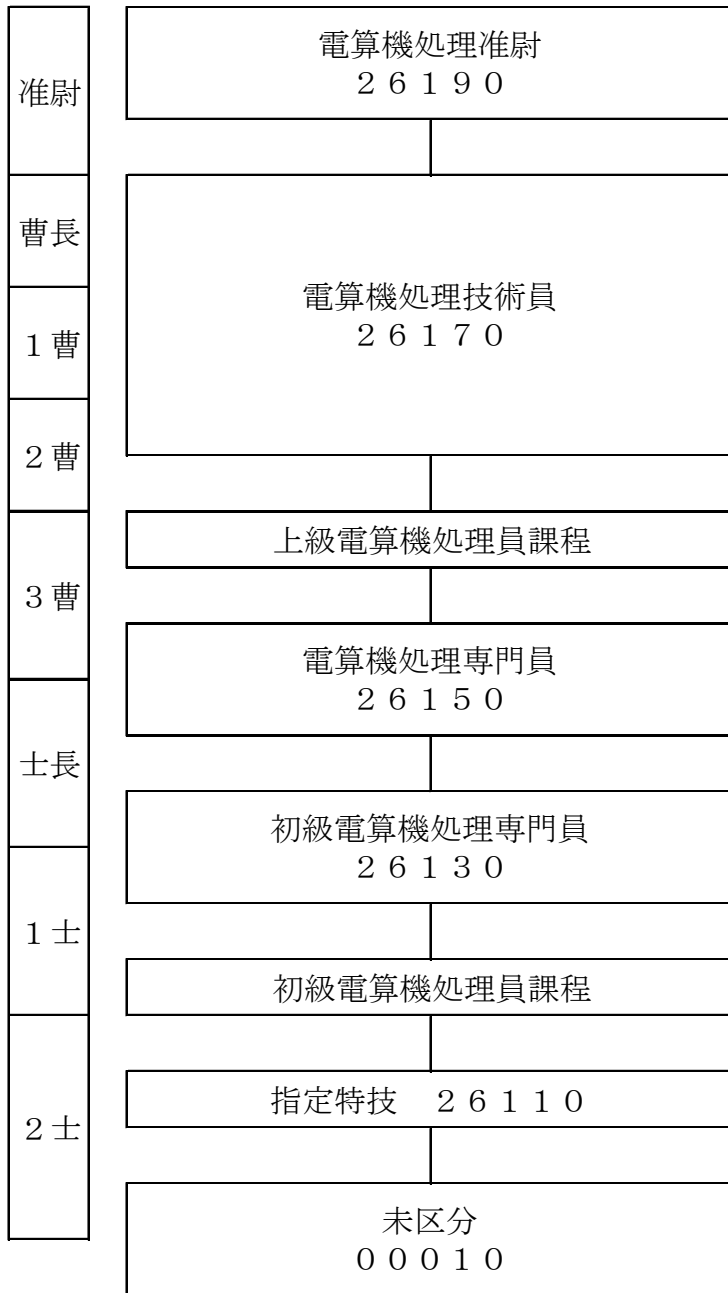 准尉
電算機処理准尉
２６１９０
曹長
１曹
２曹
電算機処理技術員
２６１７０
上級電算機処理員課程
３曹
電算機処理専門員
２６１５０
士長
初級電算機処理専門員
２６１３０
１士
初級電算機処理員課程
２士
指定特技　２６１１０
未区分
０００１０